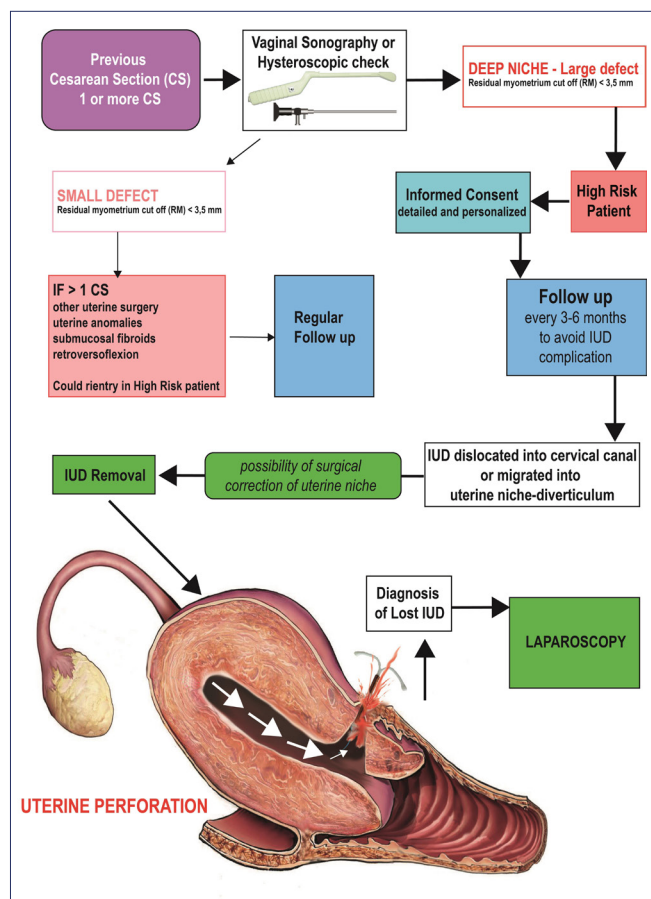 Previous
Cesarean Section (CS)
1 or more CS
Vaginal Sonography or
Hysteroscopic check
DEEP NICHE - Large defect
Residual myometrium cut off (RM) < 3,5 mm
SMALL DEFECT
Residual myometrium cut off (RM) < 3,5 mm
Informed Consent
detailed and personalized
High Risk
Patient
IF > 1 CS
other uterine surgery
uterine anomalies
submucosal fibroids
retroversoflexion
Could rientry in High Risk patient
Regular
Follow up
Follow up
every 3-6 months
to avoid IUD
complication
IUD Removal
possibility of surgical
correction of uterine niche
IUD dislocated into cervical canal
or migrated into
uterine niche-diverticulum
Diagnosis
of Lost IUD
LAPAROSCOPY
UTERINE PERFORATION